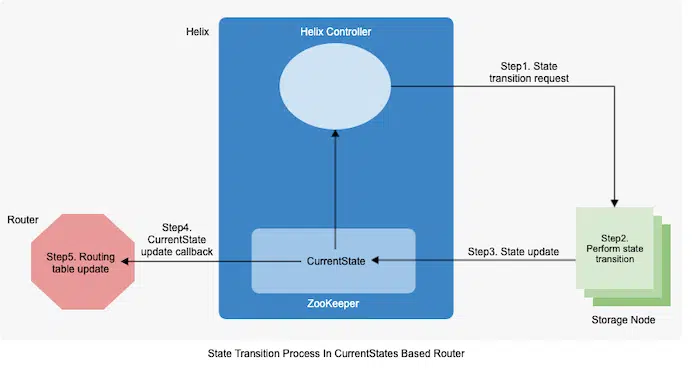 Helix
Helix Controller
Step1. State
transition request
Router
Step5. Routing
table update
Step4.
CurrentState
update callback
CurrentState
ZooKeeper
Step3. State update
Step2.
Perform state
transition
Storage Node
State Transition Process In CurrentStates Based Router